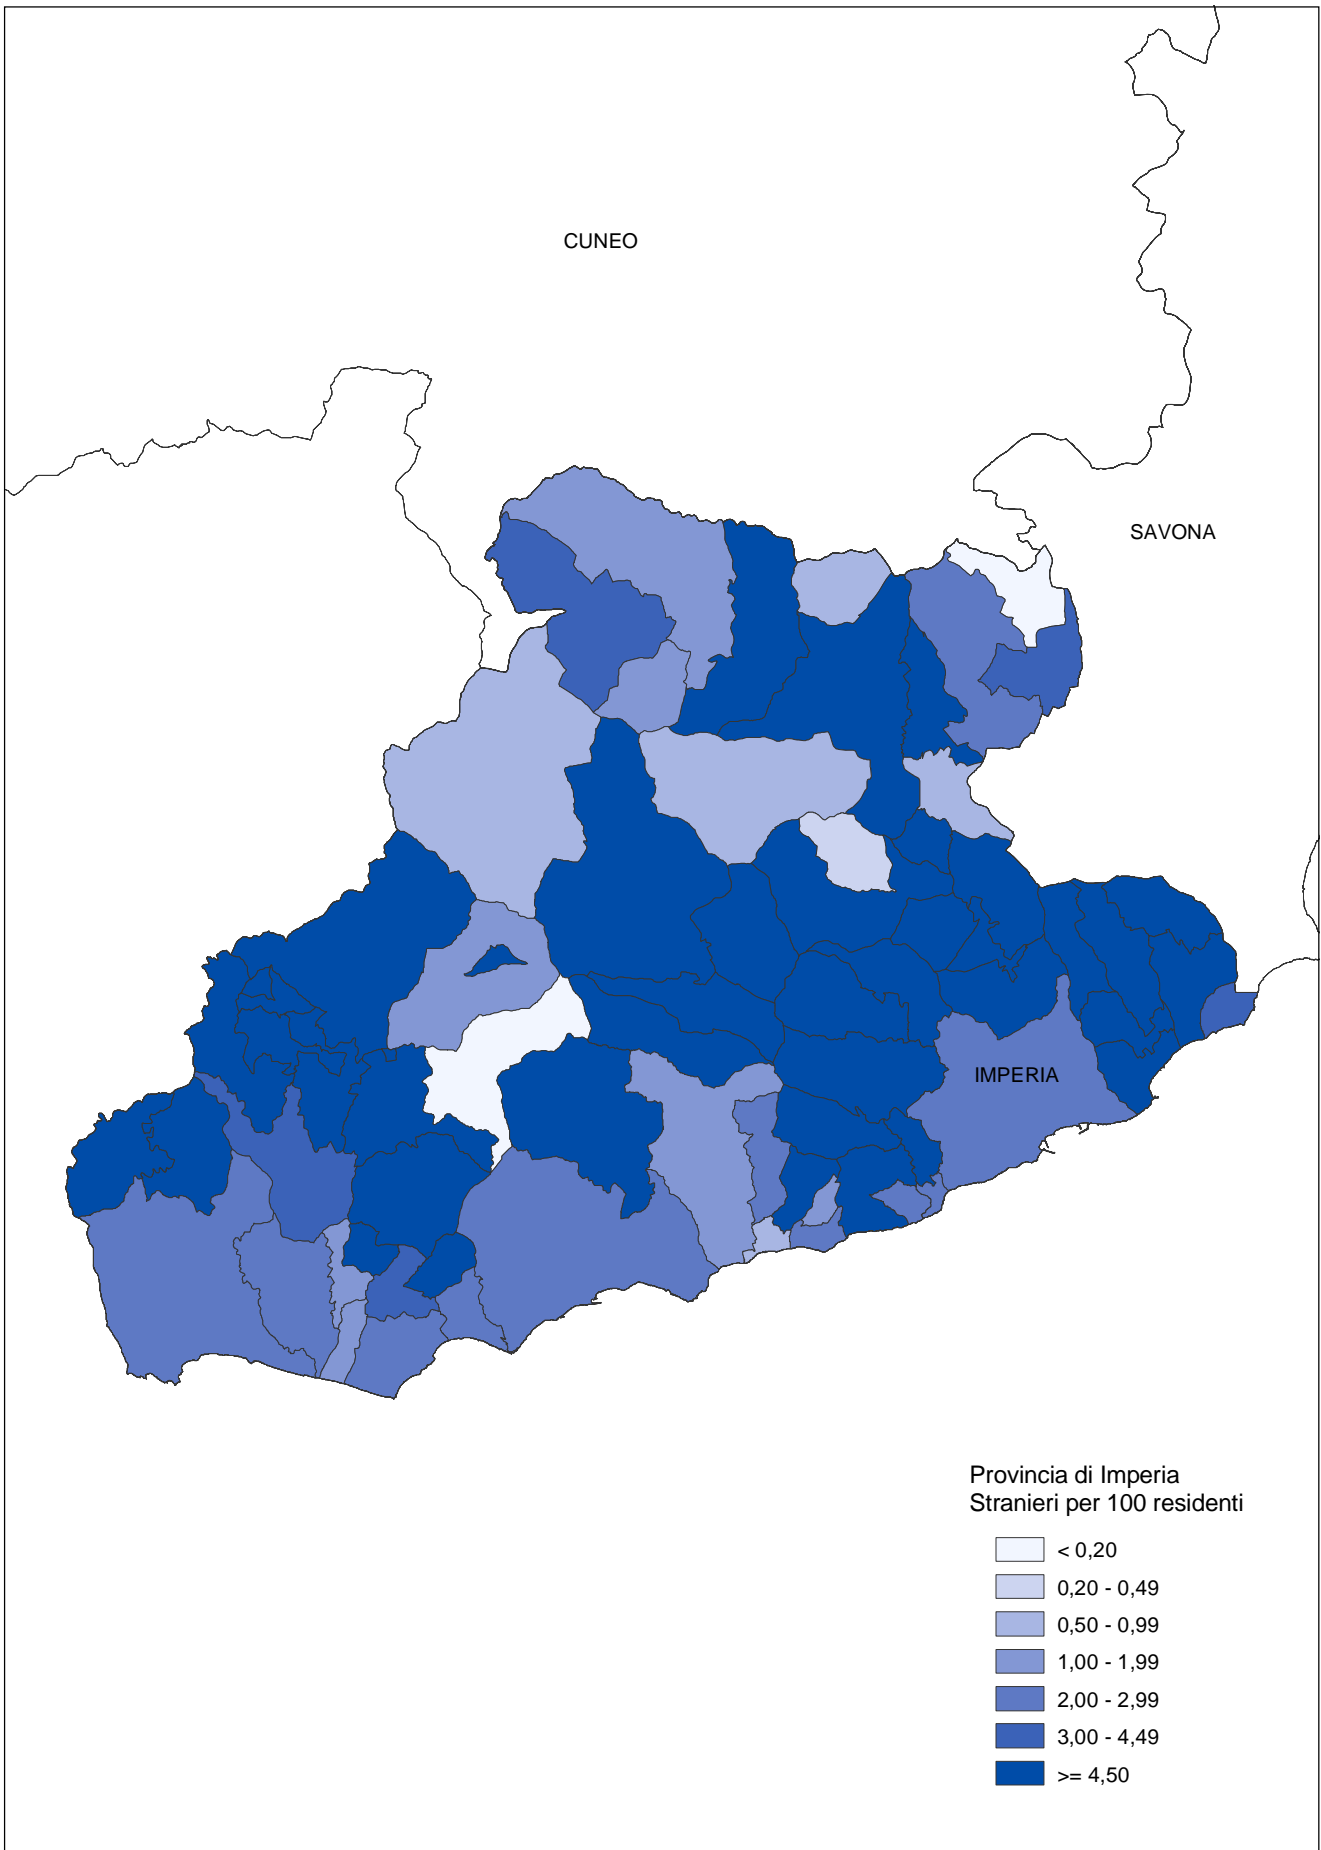 CUNEO
SAVONA
IMPERIA
Provincia di Imperia
Stranieri per 100 residenti
< 0,20
0,20 - 0,49
0,50 - 0,99
1,00 - 1,99
2,00 - 2,99
3,00 - 4,49
>= 4,50